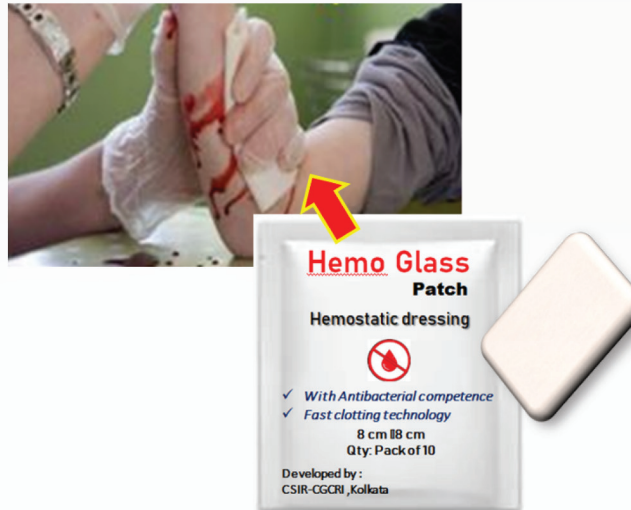 Hemo Glass
Patch
Hemostatic dressing
✓ With Antibacterial competence
✓ Fast clotting technology
8 cm 8 cm
Qty: Pack of 10
Developed by :
CSIR-CGCRI ,Kolkata